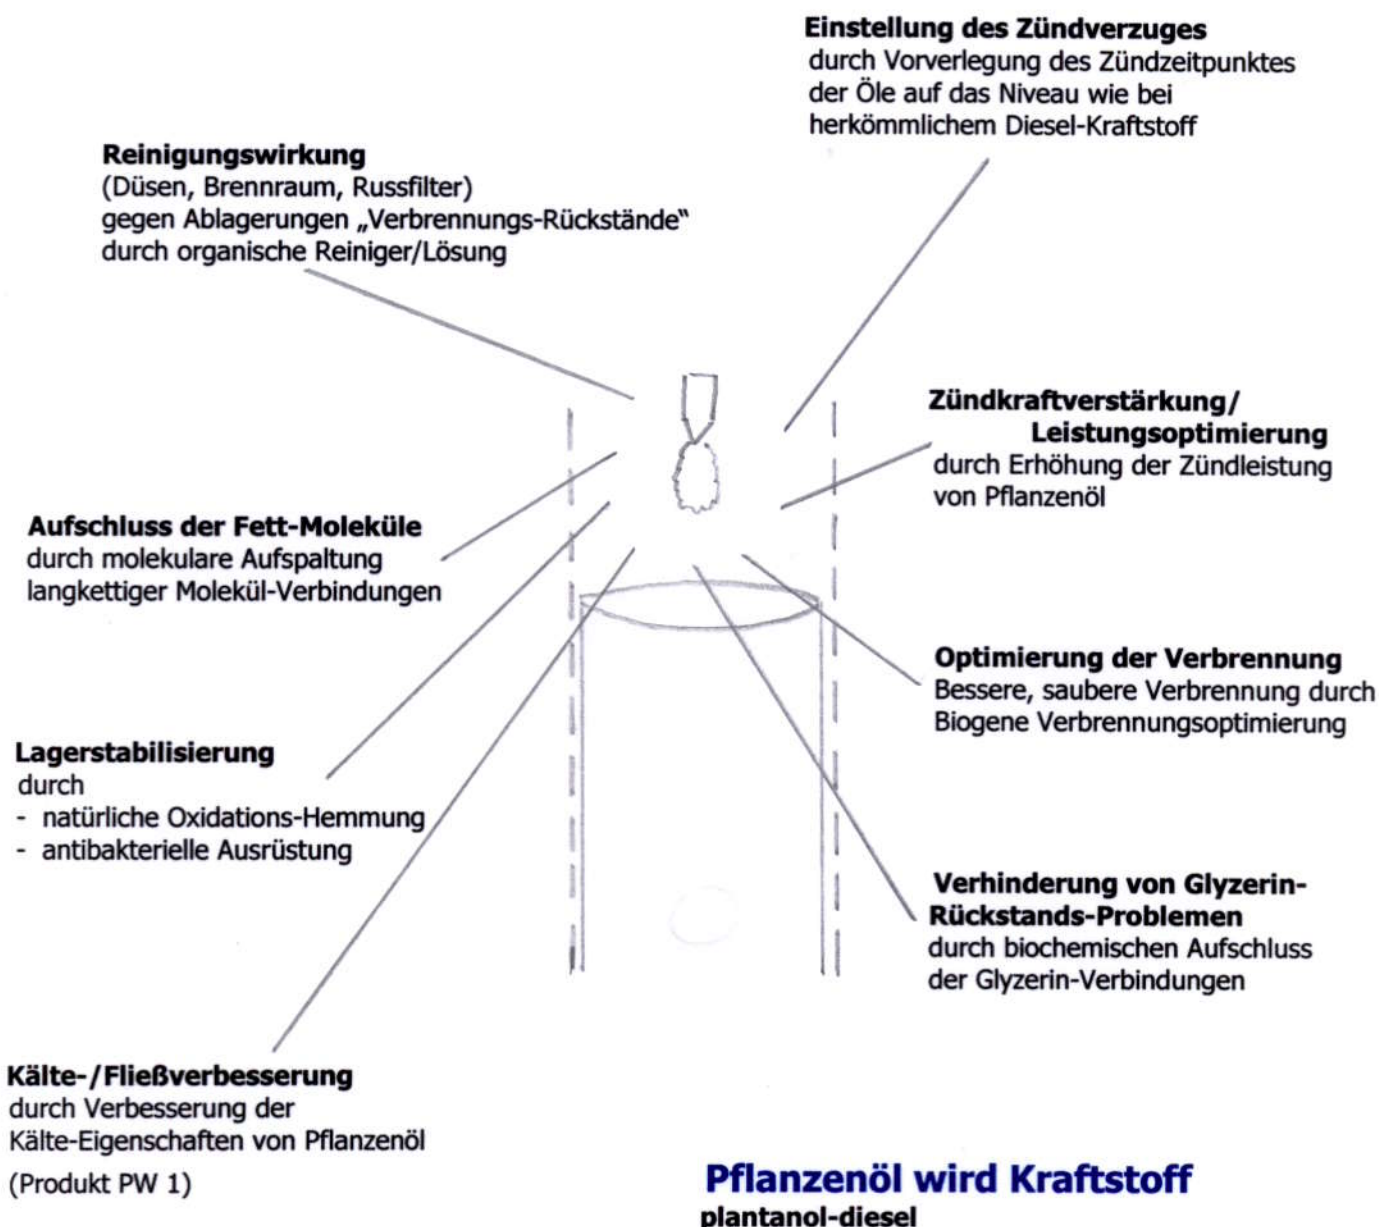 Einstellung des Zündverzuges
durch Vorverlegung des Zündzeitpunktes
der Öle auf das Niveau wie bei
herkömmlichem Diesel-Kraftstoff
Reinigungswirkung
(Düsen, Brennraum, Russfilter)
gegen Ablagerungen „Verbrennungs-Rückstände“
durch organische Reiniger/Lösung
Zündkraftverstärkung/
Leistungsoptimierung
durch Erhöhung der Zündleistung
von Pflanzenöl
Aufschluss der Fett-Moleküle
durch molekulare Aufspaltung
langkettiger Molekül-Verbindungen
Optimierung der Verbrennung
Bessere, saubere Verbrennung durch
Biogene Verbrennungsoptimierung
Lagerstabilisierung
durch
- natürliche Oxidations-Hemmung
- antibakterielle Ausrüstung
Verhinderung von Glyzerin-
Rückstands-Problemen
durch biochemischen Aufschluss
der Glyzerin-Verbindungen
Kälte-/Fließverbesserung
durch Verbesserung der
Kälte-Eigenschaften von Pflanzenöl
(Produkt PW 1)
Pflanzenöl wird Kraftstoff
plantanol-diesel